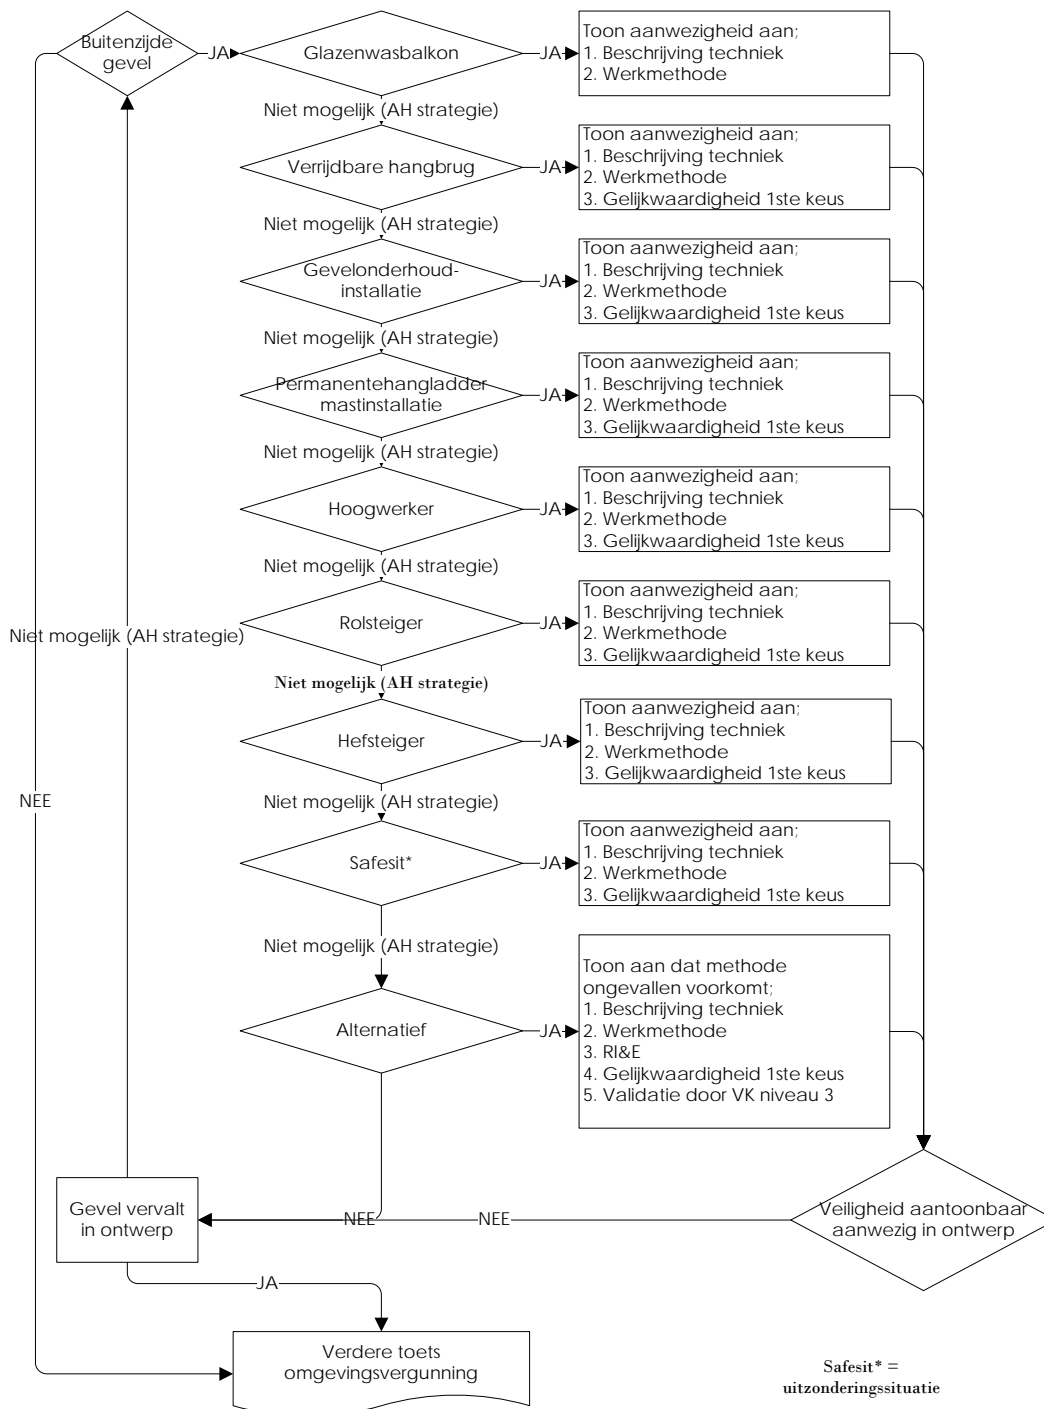 Buitenzijde
gevel
JA
Glazenwasbalkon
JA
Toon aanwezigheid aan;
1. Beschrijving techniek
2. Werkmethode
Niet mogelijk (AH strategie)
Verrijdbare hangbrug
JA
Toon aanwezigheid aan;
1. Beschrijving techniek
2. Werkmethode
3. Gelijkwaardigheid 1ste keus
Niet mogelijk (AH strategie)
Gevelonderhoud-
installatie
JA
Toon aanwezigheid aan;
1. Beschrijving techniek
2. Werkmethode
3. Gelijkwaardigheid 1ste keus
Niet mogelijk (AH strategie)
Permanentehangladder
mastinstallatie
JA
Toon aanwezigheid aan;
1. Beschrijving techniek
2. Werkmethode
3. Gelijkwaardigheid 1ste keus
Niet mogelijk (AH strategie)
Hoogwerker
JA
Toon aanwezigheid aan;
1. Beschrijving techniek
2. Werkmethode
3. Gelijkwaardigheid 1ste keus
Niet mogelijk (AH strategie)
Rolsteiger
JA
Toon aanwezigheid aan;
1. Beschrijving techniek
2. Werkmethode
3. Gelijkwaardigheid 1ste keus
Niet mogelijk (AH strategie)
Niet mogelijk (AH strategie)
Hefsteiger
JA
Toon aanwezigheid aan;
1. Beschrijving techniek
2. Werkmethode
3. Gelijkwaardigheid 1ste keus
NEE
Niet mogelijk (AH strategie)
Safesit*
JA
Toon aanwezigheid aan;
1. Beschrijving techniek
2. Werkmethode
3. Gelijkwaardigheid 1ste keus
Niet mogelijk (AH strategie)
Alternatief
JA
Toon aan dat methode
ongevallen voorkomt;
1. Beschrijving techniek
2. Werkmethode
3. RI&E
4. Gelijkwaardigheid 1ste keus
5. Validatie door VK niveau 3
Gevel vervalt
in ontwerp
NEE
NEE
Veiligheid aantoonbaar
aanwezig in ontwerp
JA
Verdere toets
omgevingsvergunning
Safesit* =
uitzonderingssituatie